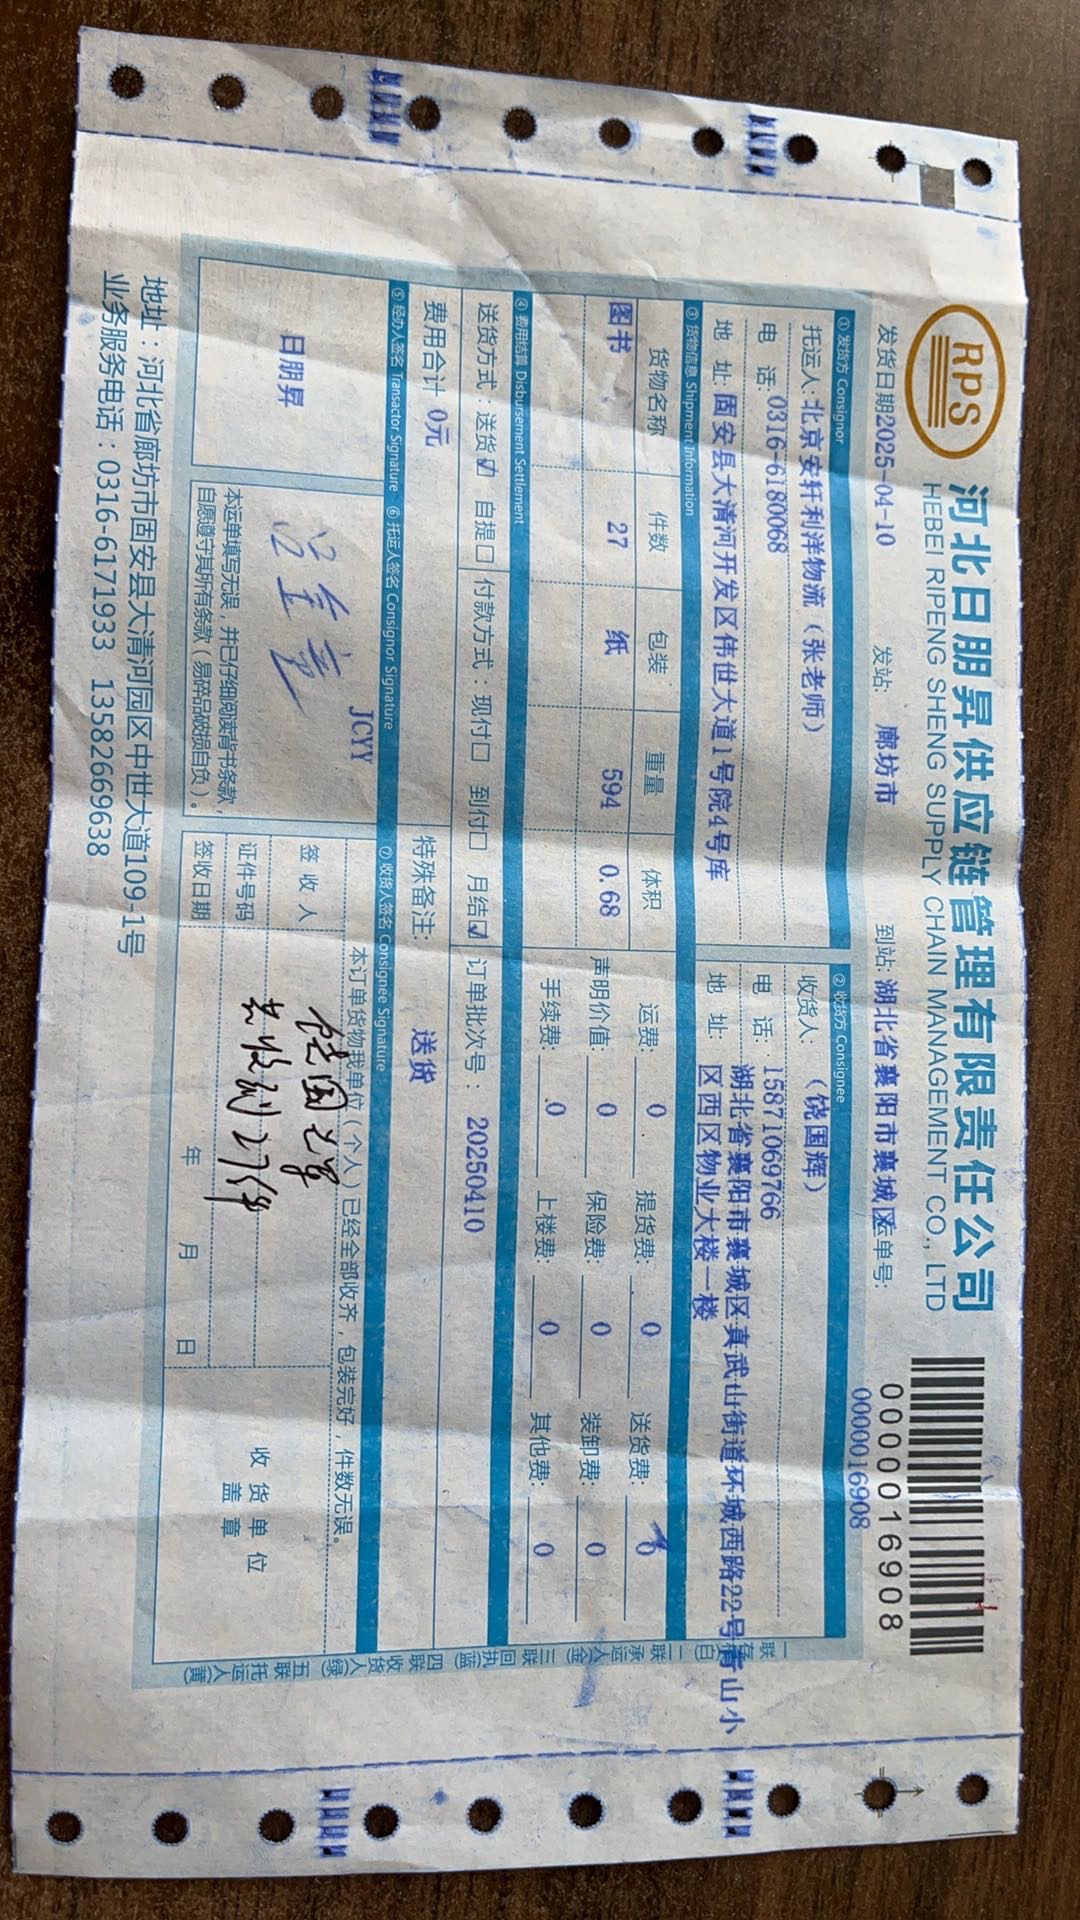 RPS
河北日朋昇供应链管理有限责任公司
HEBEI RIPENG SHENG SUPPLY CHAIN MANAGEMENT CO., LTD
0000016908
发货日期2025-04-10 发站: 廊坊市 到站: 湖北省襄阳市襄城区运单号:
0000016908
① 发货方 Consignor
托运人: 北京安轩利洋物流（张老师）
电 话: 0316-6180068
地 址: 固安县大清河开发区伟世大道1号院4号库
② 收货方 Consignee
收货人: （饶国辉）
电 话: 15871069766
地 址: 湖北省襄阳市襄城区真武山街道环城西路22号青山小
区西区物业大楼一楼
③ 货物信息 Shipment Information
货物名称 件数 包装 重量 体积
图书 27 纸 594 0.68
运费: 0 提货费: 0 送货费: 0
声明价值: 0 保险费: 0 装卸费: 0
手续费: 0 上楼费: 0 其他费: 0
④ 费用结算 Disbursement Settlement
送货方式: 送货☑ 自提□ 付款方式: 现付□ 到付□ 月结☑ 订单批次号: 20250410
费用合计 0元 特殊备注: 送货
⑤ 经办人签名 Transactor Signature
日朋昇
⑥ 托运人签名 Consignor Signature
JCYY
本运单填写无误，并已仔细阅读背书条款，
自愿遵守其所有条款（易碎品破损自负）。
⑦ 收货人签名 Consignee Signature
本订单货物我单位（个人）已经全部收齐，包装完好，件数无误。
签 收 人
饶国辉
证件号码
共收到27件
签收日期 年 月 日
收货单位
盖章
一联存根(白) 二联承运人(金) 三联回执(蓝) 四联收货人(绿) 五联托运人(黄)
地址：河北省廊坊市固安县大清河园区中世大道109-1号
业务服务电话：0316-6171933 13582669638